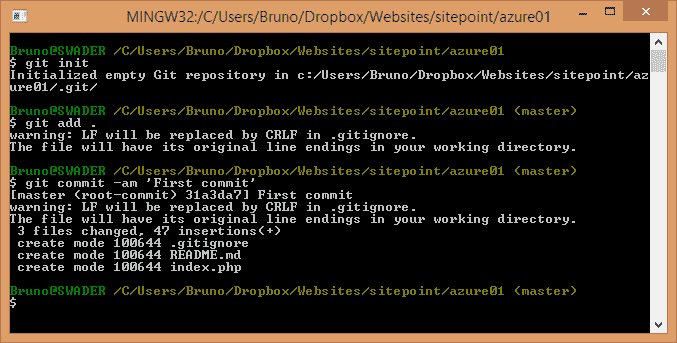 MINGW32:/C/Users/Bruno/Dropbox/Websites/sitepoint/azure01
Bruno@SWADER /C/Users/Bruno/Dropbox/Websites/sitepoint/azure01
$ git init
Initialized empty Git repository in c:/Users/Bruno/Dropbox/Websites/sitepoint/az
ure01/.git/
Bruno@SWADER /C/Users/Bruno/Dropbox/Websites/sitepoint/azure01 (master)
$ git add .
warning: LF will be replaced by CRLF in .gitignore.
The file will have its original line endings in your working directory.
Bruno@SWADER /C/Users/Bruno/Dropbox/Websites/sitepoint/azure01 (master)
$ git commit -am 'First commit'
[master (root-commit) 31a3da7] First commit
warning: LF will be replaced by CRLF in .gitignore.
The file will have its original line endings in your working directory.
 3 files changed, 47 insertions(+)
 create mode 100644 .gitignore
 create mode 100644 README.md
 create mode 100644 index.php
Bruno@SWADER /C/Users/Bruno/Dropbox/Websites/sitepoint/azure01 (master)
$